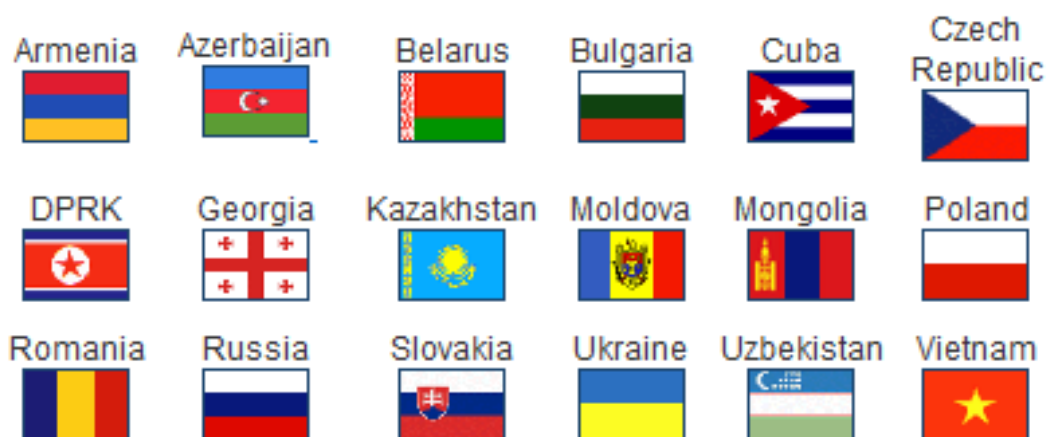 Armenia
Azerbaijan
Belarus
Bulgaria
Cuba
Czech
Republic
DPRK
Georgia
Kazakhstan
Moldova
Mongolia
Poland
Romania
Russia
Slovakia
Ukraine
Uzbekistan
Vietnam